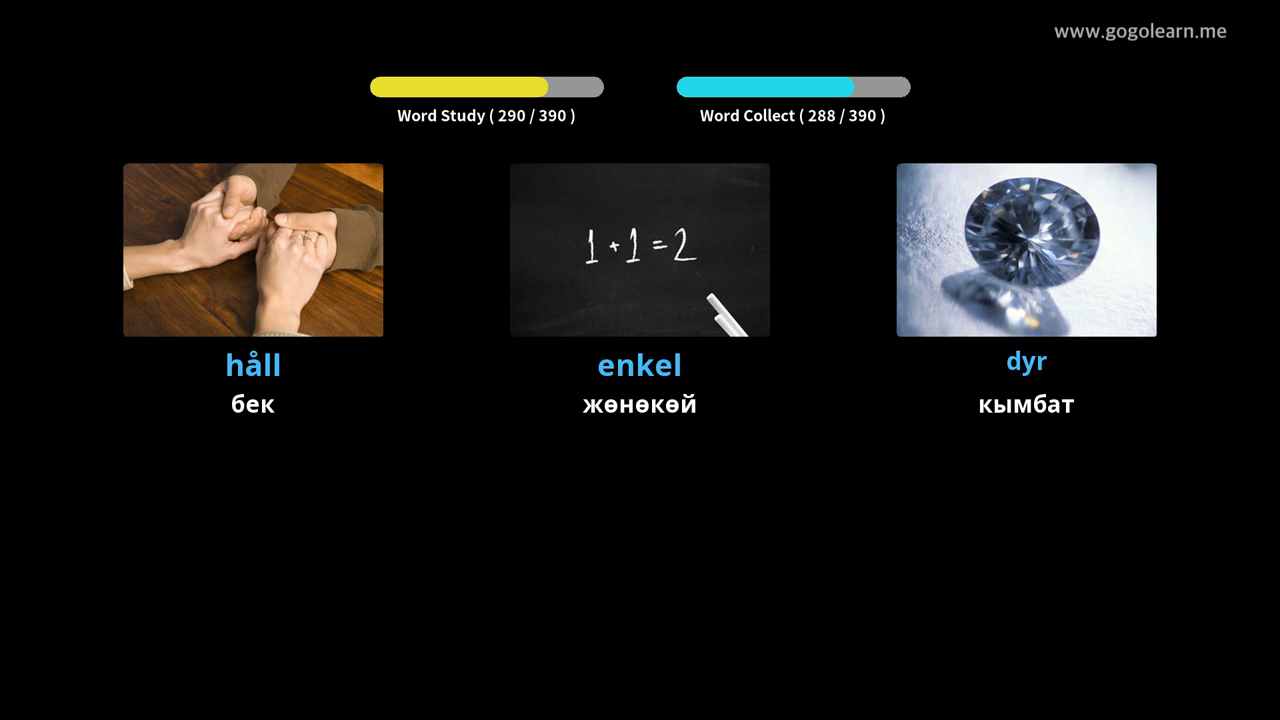 www.gogolearn.me
Word Study ( 290 / 390 )
Word Collect ( 288 / 390 )
1 + 1 = 2
håll
enkel
dyr
бек
жөнөкөй
кымбат